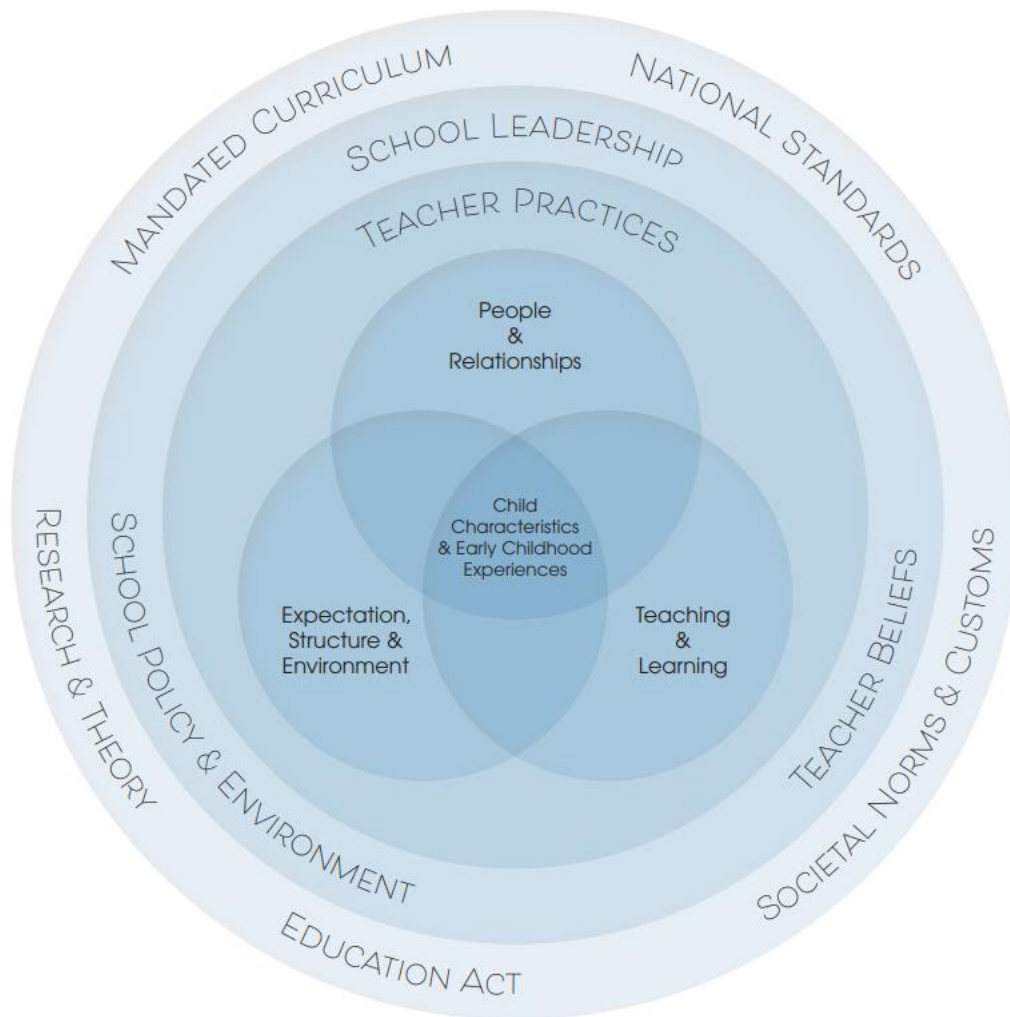 MANDATED CURRICULUM
NATIONAL STANDARDS
SCHOOL LEADERSHIP
TEACHER PRACTICES
People
&
Relationships
Child
Characteristics
& Early Childhood
Experiences
Expectation,
Structure &
Environment
Teaching
&
Learning
RESEARCH & THEORY
SCHOOL POLICY & ENVIRONMENT
TEACHER BELIEFS
SOCIETAL NORMS & CUSTOMS
EDUCATION ACT